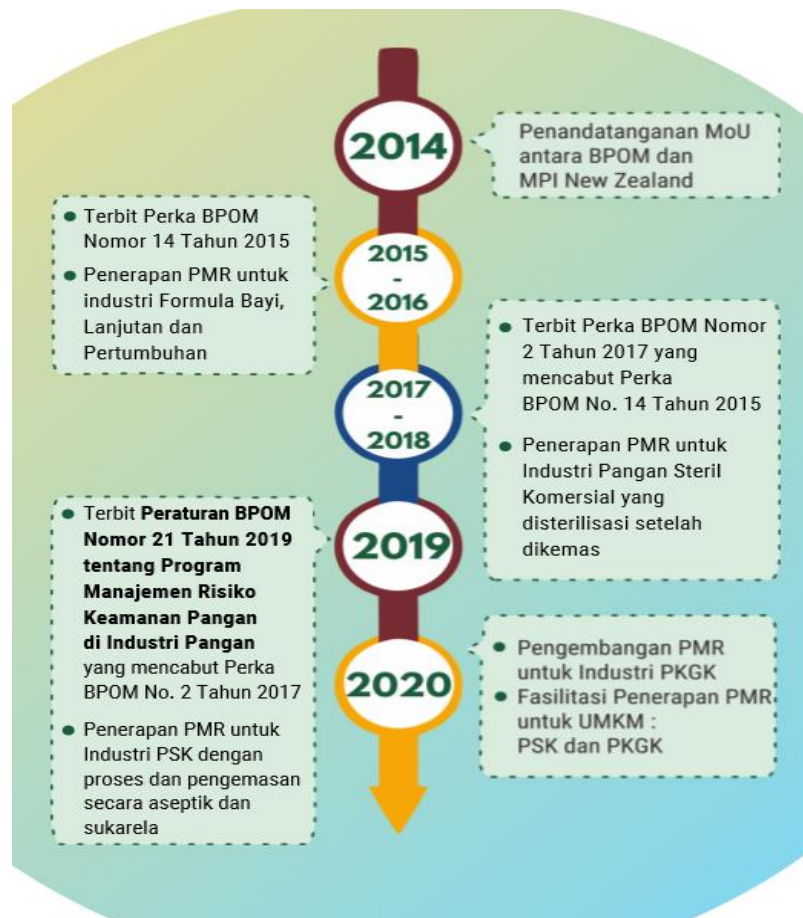 2014
Penandatanganan MoU
antara BPOM dan
MPI New Zealand
2015
-
2016
● Terbit Perka BPOM
Nomor 14 Tahun 2015
● Penerapan PMR untuk
industri Formula Bayi,
Lanjutan dan
Pertumbuhan
2017
-
2018
● Terbit Perka BPOM Nomor
2 Tahun 2017 yang
mencabut Perka
BPOM No. 14 Tahun 2015
● Penerapan PMR untuk
Industri Pangan Steril
Komersial yang
disterilisasi setelah
dikemas
2019
● Terbit Peraturan BPOM
Nomor 21 Tahun 2019
tentang Program
Manajemen Risiko
Keamanan Pangan
di Industri Pangan
yang mencabut Perka
BPOM No. 2 Tahun 2017
● Penerapan PMR untuk
Industri PSK dengan
proses dan pengemasan
secara aseptik dan
sukarela
2020
● Pengembangan PMR
untuk Industri PKGK
● Fasilitasi Penerapan PMR
untuk UMKM :
PSK dan PKGK